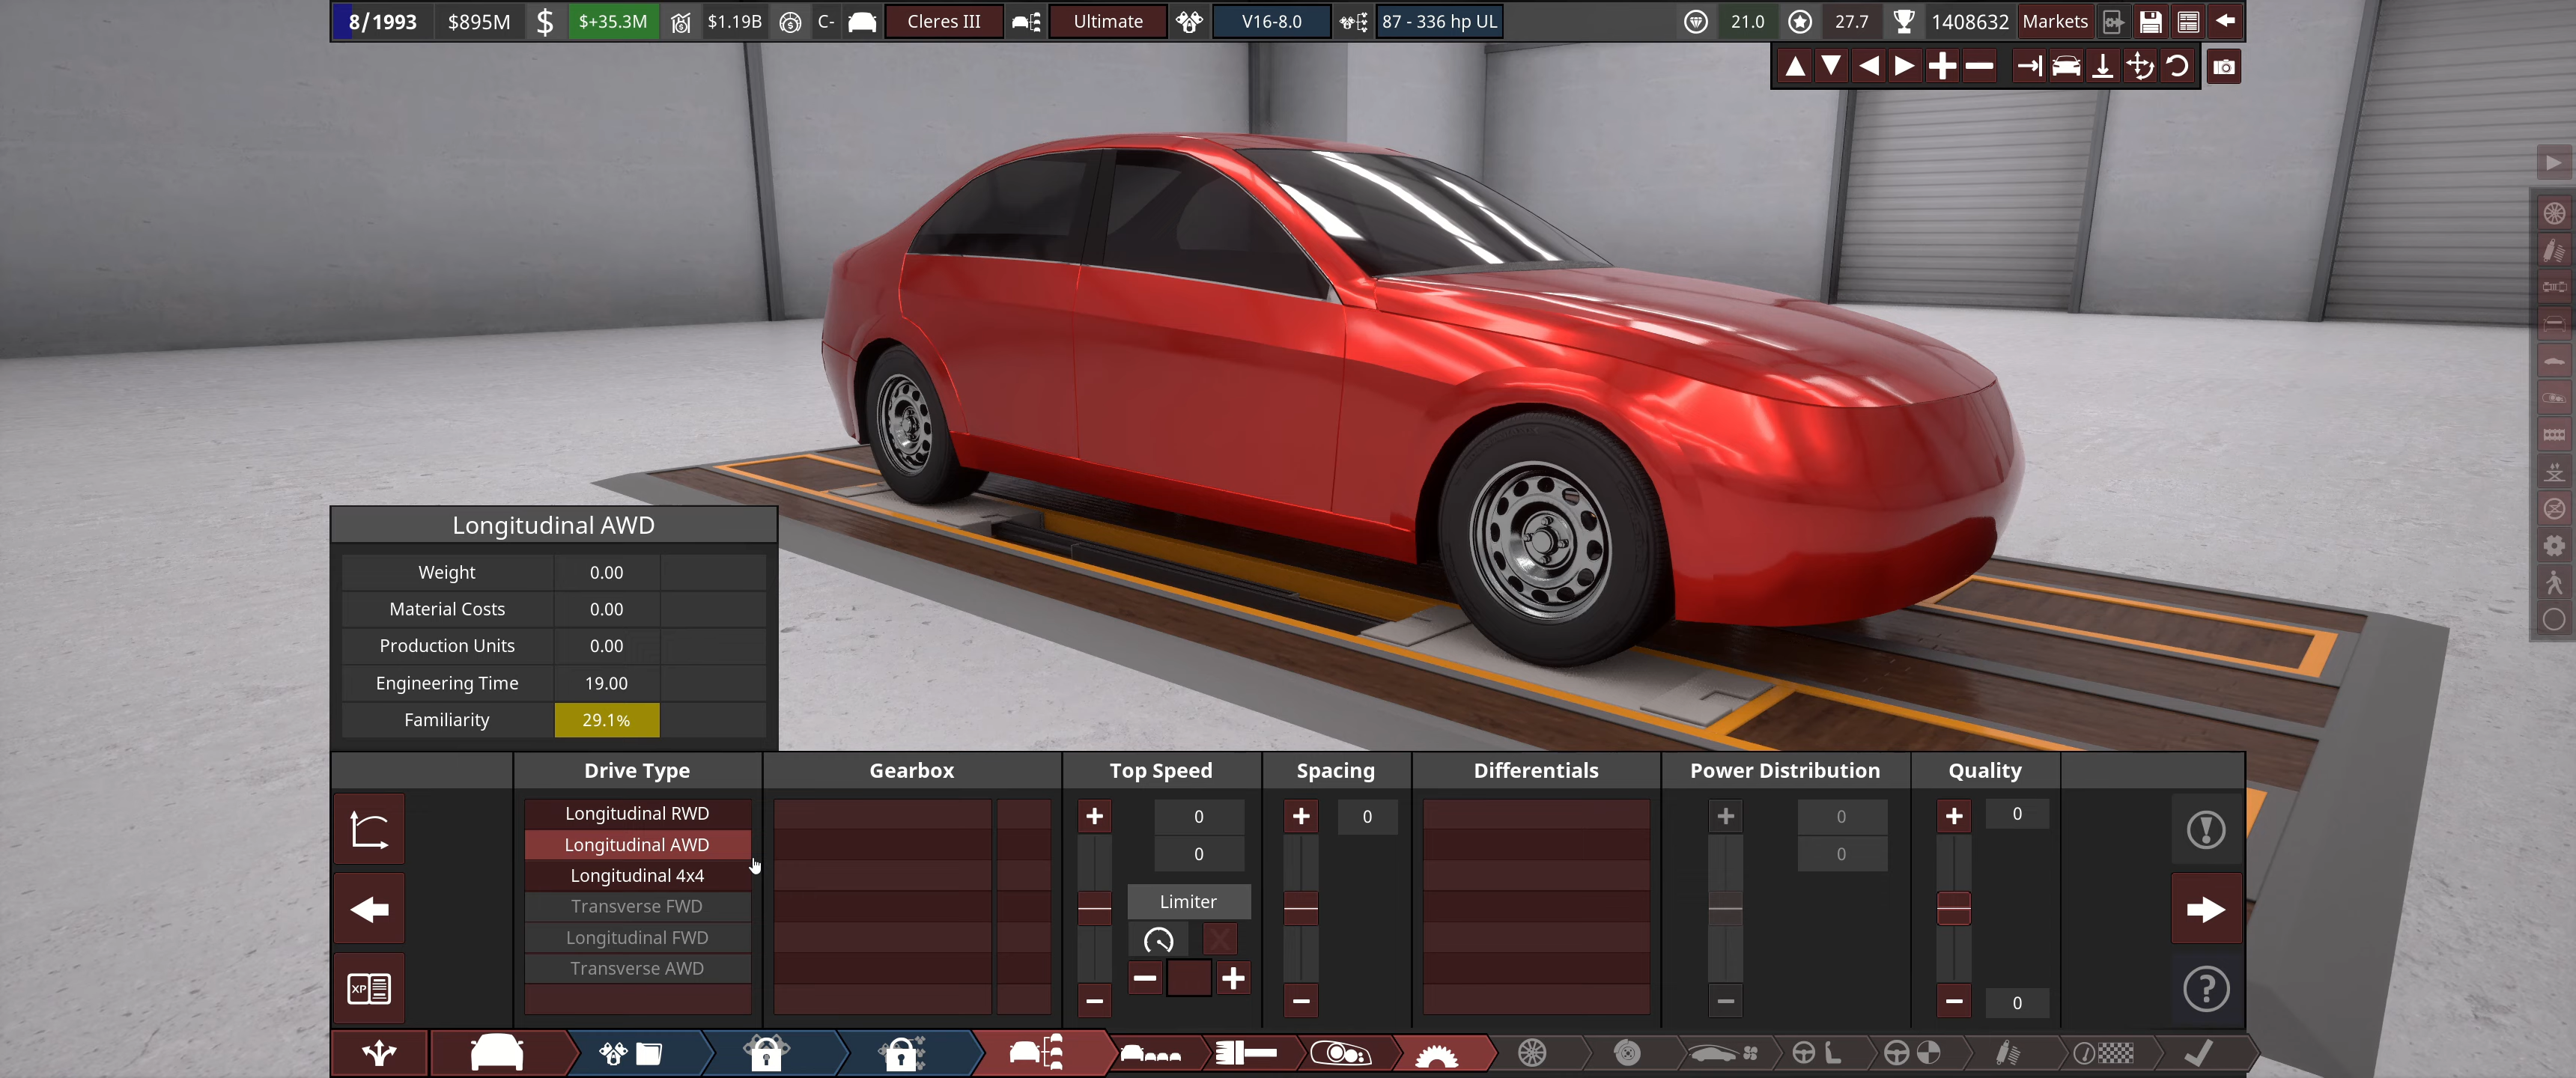 8/1993 $895M $+35.3M $1.19B C- Cleres III Ultimate V16-8.0 87 - 336 hp UL 21.0 27.7 1408632 Markets
Longitudinal AWD
Weight 0.00
Material Costs 0.00
Production Units 0.00
Engineering Time 19.00
Familiarity 29.1%
Drive Type Gearbox Top Speed Spacing Differentials Power Distribution Quality
Longitudinal RWD 0 0 0 0
Longitudinal AWD 0 0
Longitudinal 4x4
Limiter
Transverse FWD
Longitudinal FWD
Transverse AWD
XP
0